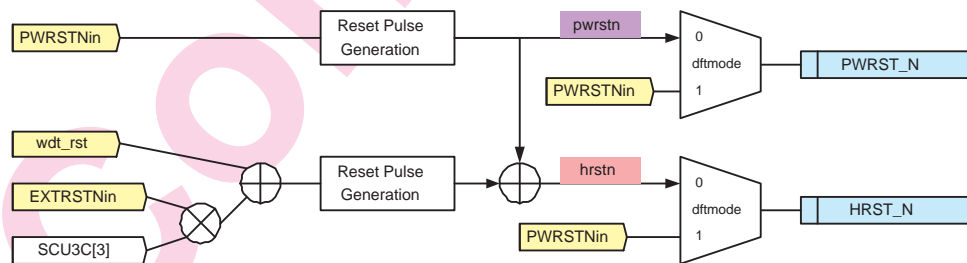 PWRSTNin
Reset Pulse
Generation
pwrstn
0
dftmode
1
PWRST_N
PWRSTNin
wdt_rst
EXTRSTNin
SCU3C[3]
Reset Pulse
Generation
hrstn
0
dftmode
1
HRST_N
PWRSTNin